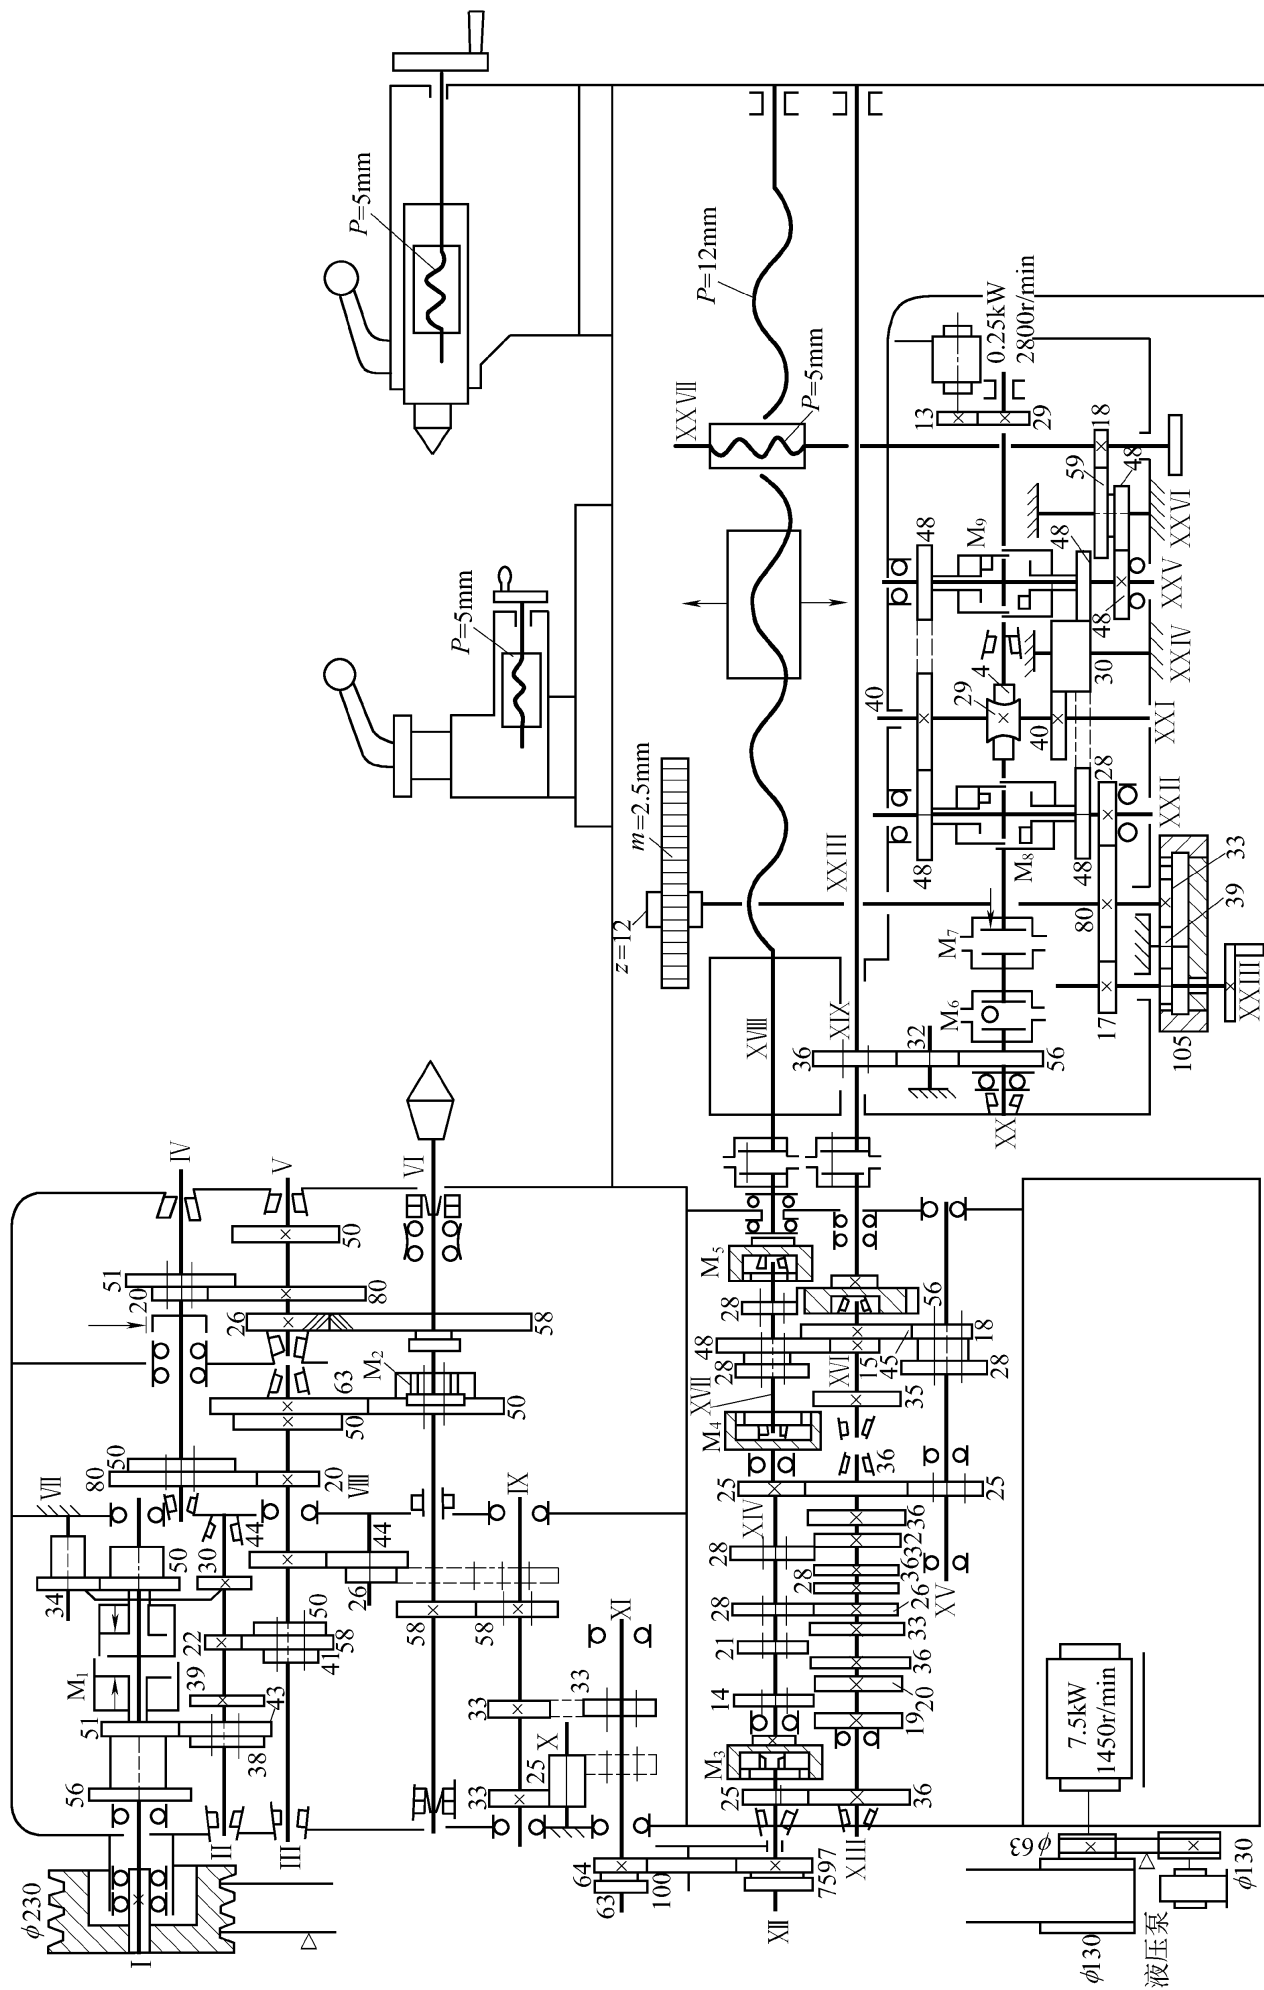 φ230
I
56
51
M₁
34
VII
80
50
50
20
51
IV
II
38
43
39
22
30
44
III
41
58
50
26
44
VIII
20
50
63
26
80
50
V
M₂
50
58
VI
58
58
IX
33
33
25
X
33
XI
64
63
100
7597
XII
XIII
25
M₃
14
21
28
28
XIV
25
M₄
XVII
28
48
28
M₅
36
19
20
36
33
26
28
36
32
36
36
35
XVI
15
45
18
28
56
25
XV
XVIII
XIX
36
32
56
XX
M₆
M₇
17
105
XXIII
39
33
80
XXIII
z=12
m=2.5mm
48
M₈
48
28
XXII
40
29
4
40
XXI
30
XXIV
48
M₉
48
48
XXV
59
48
18
XXVI
XXVII
P=5mm
P=12mm
13
29
0.25kW
2800r/min
P=5mm
P=5mm
7.5kW
1450r/min
φ63
φ130
φ130
液压泵